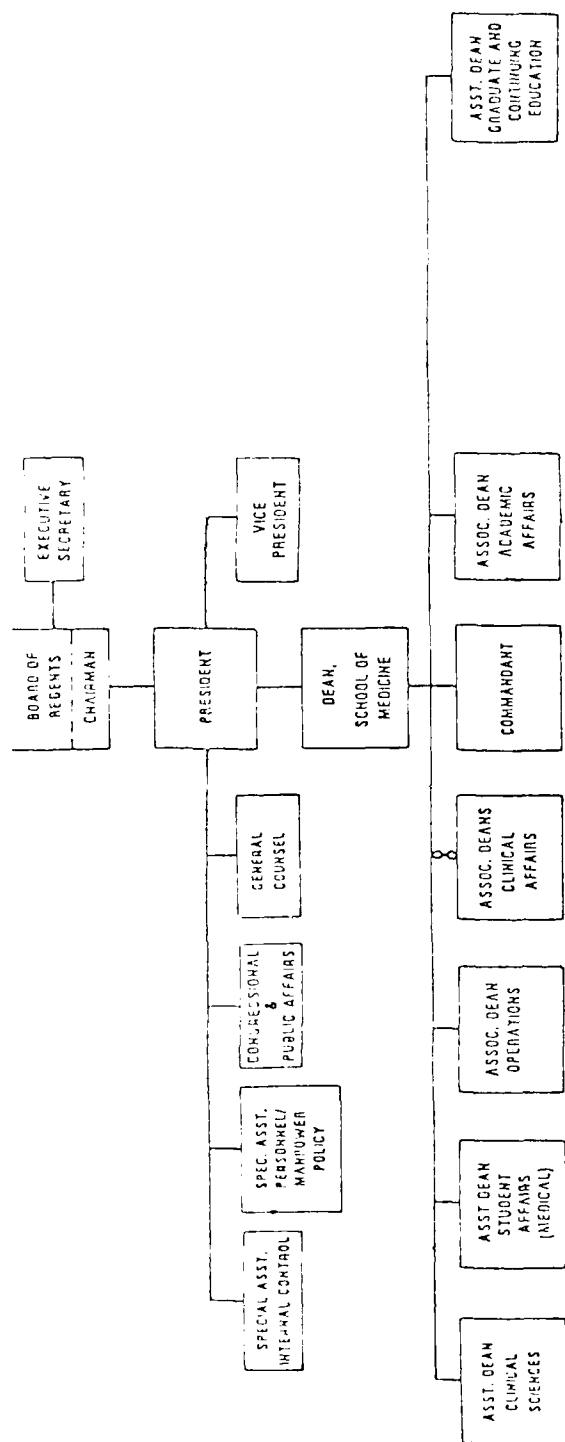 BOARD OF
REGENTS
CHAIRMAN
EXECUTIVE
SECRETARY
PRESIDENT
VICE
PRESIDENT
SPECIAL ASST.
INTERNAL CONTROL
SPEC. ASST.
PERSONNEL/
MANPOWER
POLICY
CONGRESSIONAL
&
PUBLIC AFFAIRS
GENERAL
COUNSEL
DEAN,
SCHOOL OF
MEDICINE
ASST. DEAN
CLINICAL
SCIENCES
ASST DEAN
STUDENT
AFFAIRS
(MEDICAL)
ASSOC. DEAN
OPERATIONS
ASSOC. DEANS
CLINICAL
AFFAIRS
COMMANDANT
ASSOC. DEAN
ACADEMIC
AFFAIRS
ASST. DEAN
GRADUATE AND
CONTINUING
EDUCATION